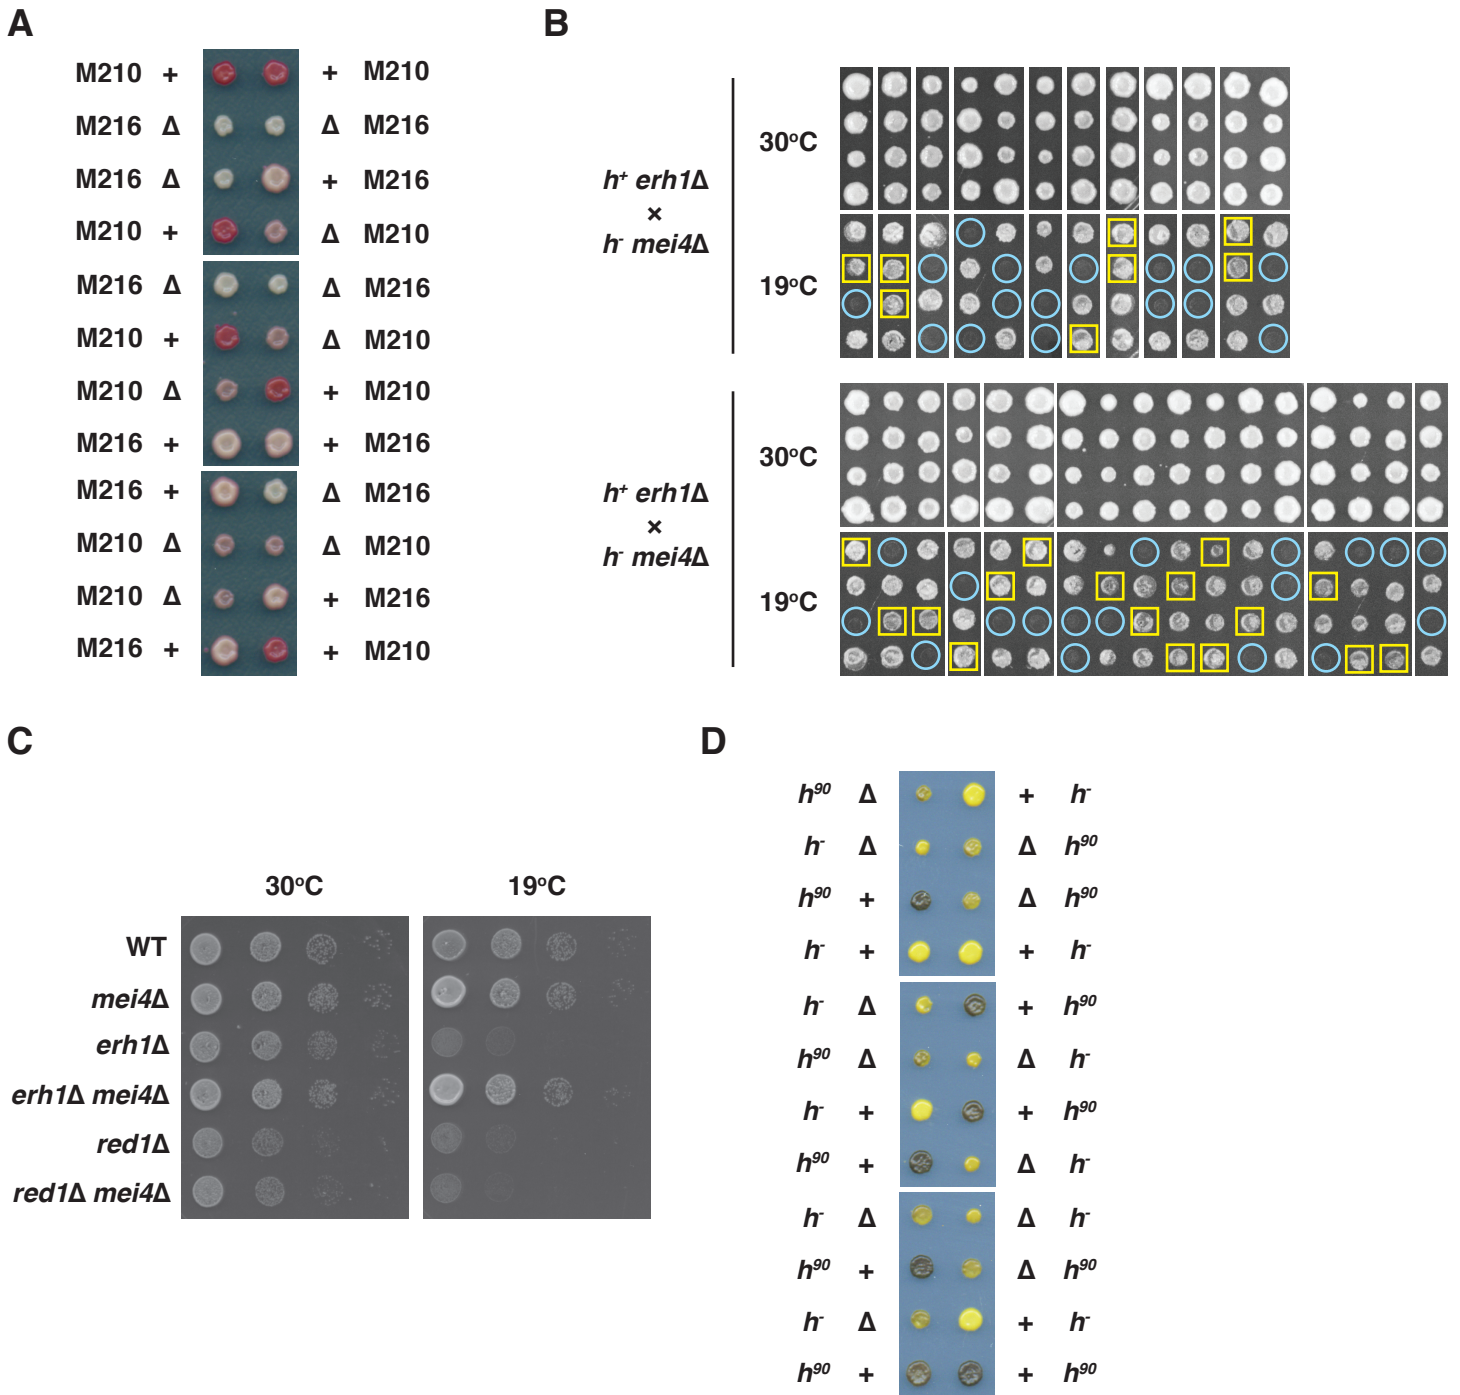 A
M210 + + M210
M216 Δ Δ M216
M216 Δ + M216
M210 + Δ M210
M216 Δ Δ M216
M210 + Δ M210
M210 Δ + M210
M216 + + M216
M216 + Δ M216
M210 Δ Δ M210
M210 Δ + M216
M216 + + M210
B
h⁺ erh1Δ
×
h⁻ mei4Δ
30°C
19°C
h⁺ erh1Δ
×
h⁻ mei4Δ
30°C
19°C
C
30°C 19°C
WT
mei4Δ
erh1Δ
erh1Δ mei4Δ
red1Δ
red1Δ mei4Δ
D
h⁹⁰ Δ + h⁻
h⁻ Δ Δ h⁹⁰
h⁹⁰ + Δ h⁹⁰
h⁻ + + h⁻
h⁻ Δ + h⁹⁰
h⁹⁰ Δ Δ h⁻
h⁻ + + h⁹⁰
h⁹⁰ + Δ h⁻
h⁻ Δ Δ h⁻
h⁹⁰ + Δ h⁹⁰
h⁻ Δ + h⁻
h⁹⁰ + + h⁹⁰